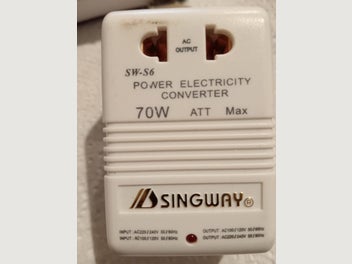 AC
OUTPUT
SW-S6
POWER ELECTRICITY
CONVERTER
70W ATT Max
SINGWAY®
INPUT: AC220/240V 50/60Hz OUTPUT: AC100/120V 50/60Hz
INPUT: AC100/120V 50/60Hz OUTPUT: AC220/240V 50/60Hz